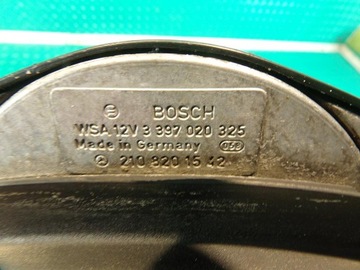 BOSCH
WSA 12V 3 397 020 325
Made in Germany
210 820 15 42